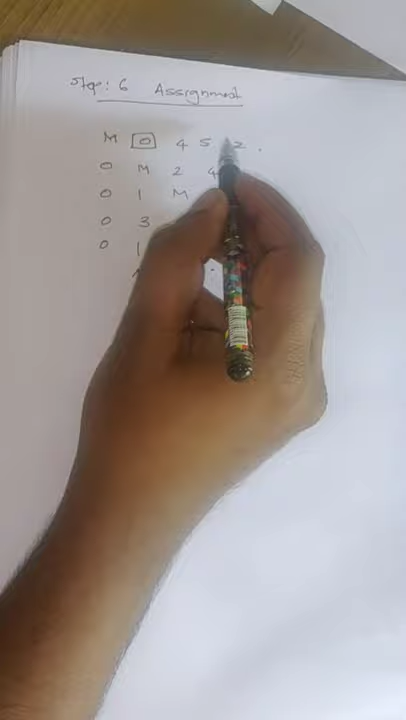 Step: 6 Assignment
M 0 4 5 2
0 M 2 4
0 1 M
0 3
0 1